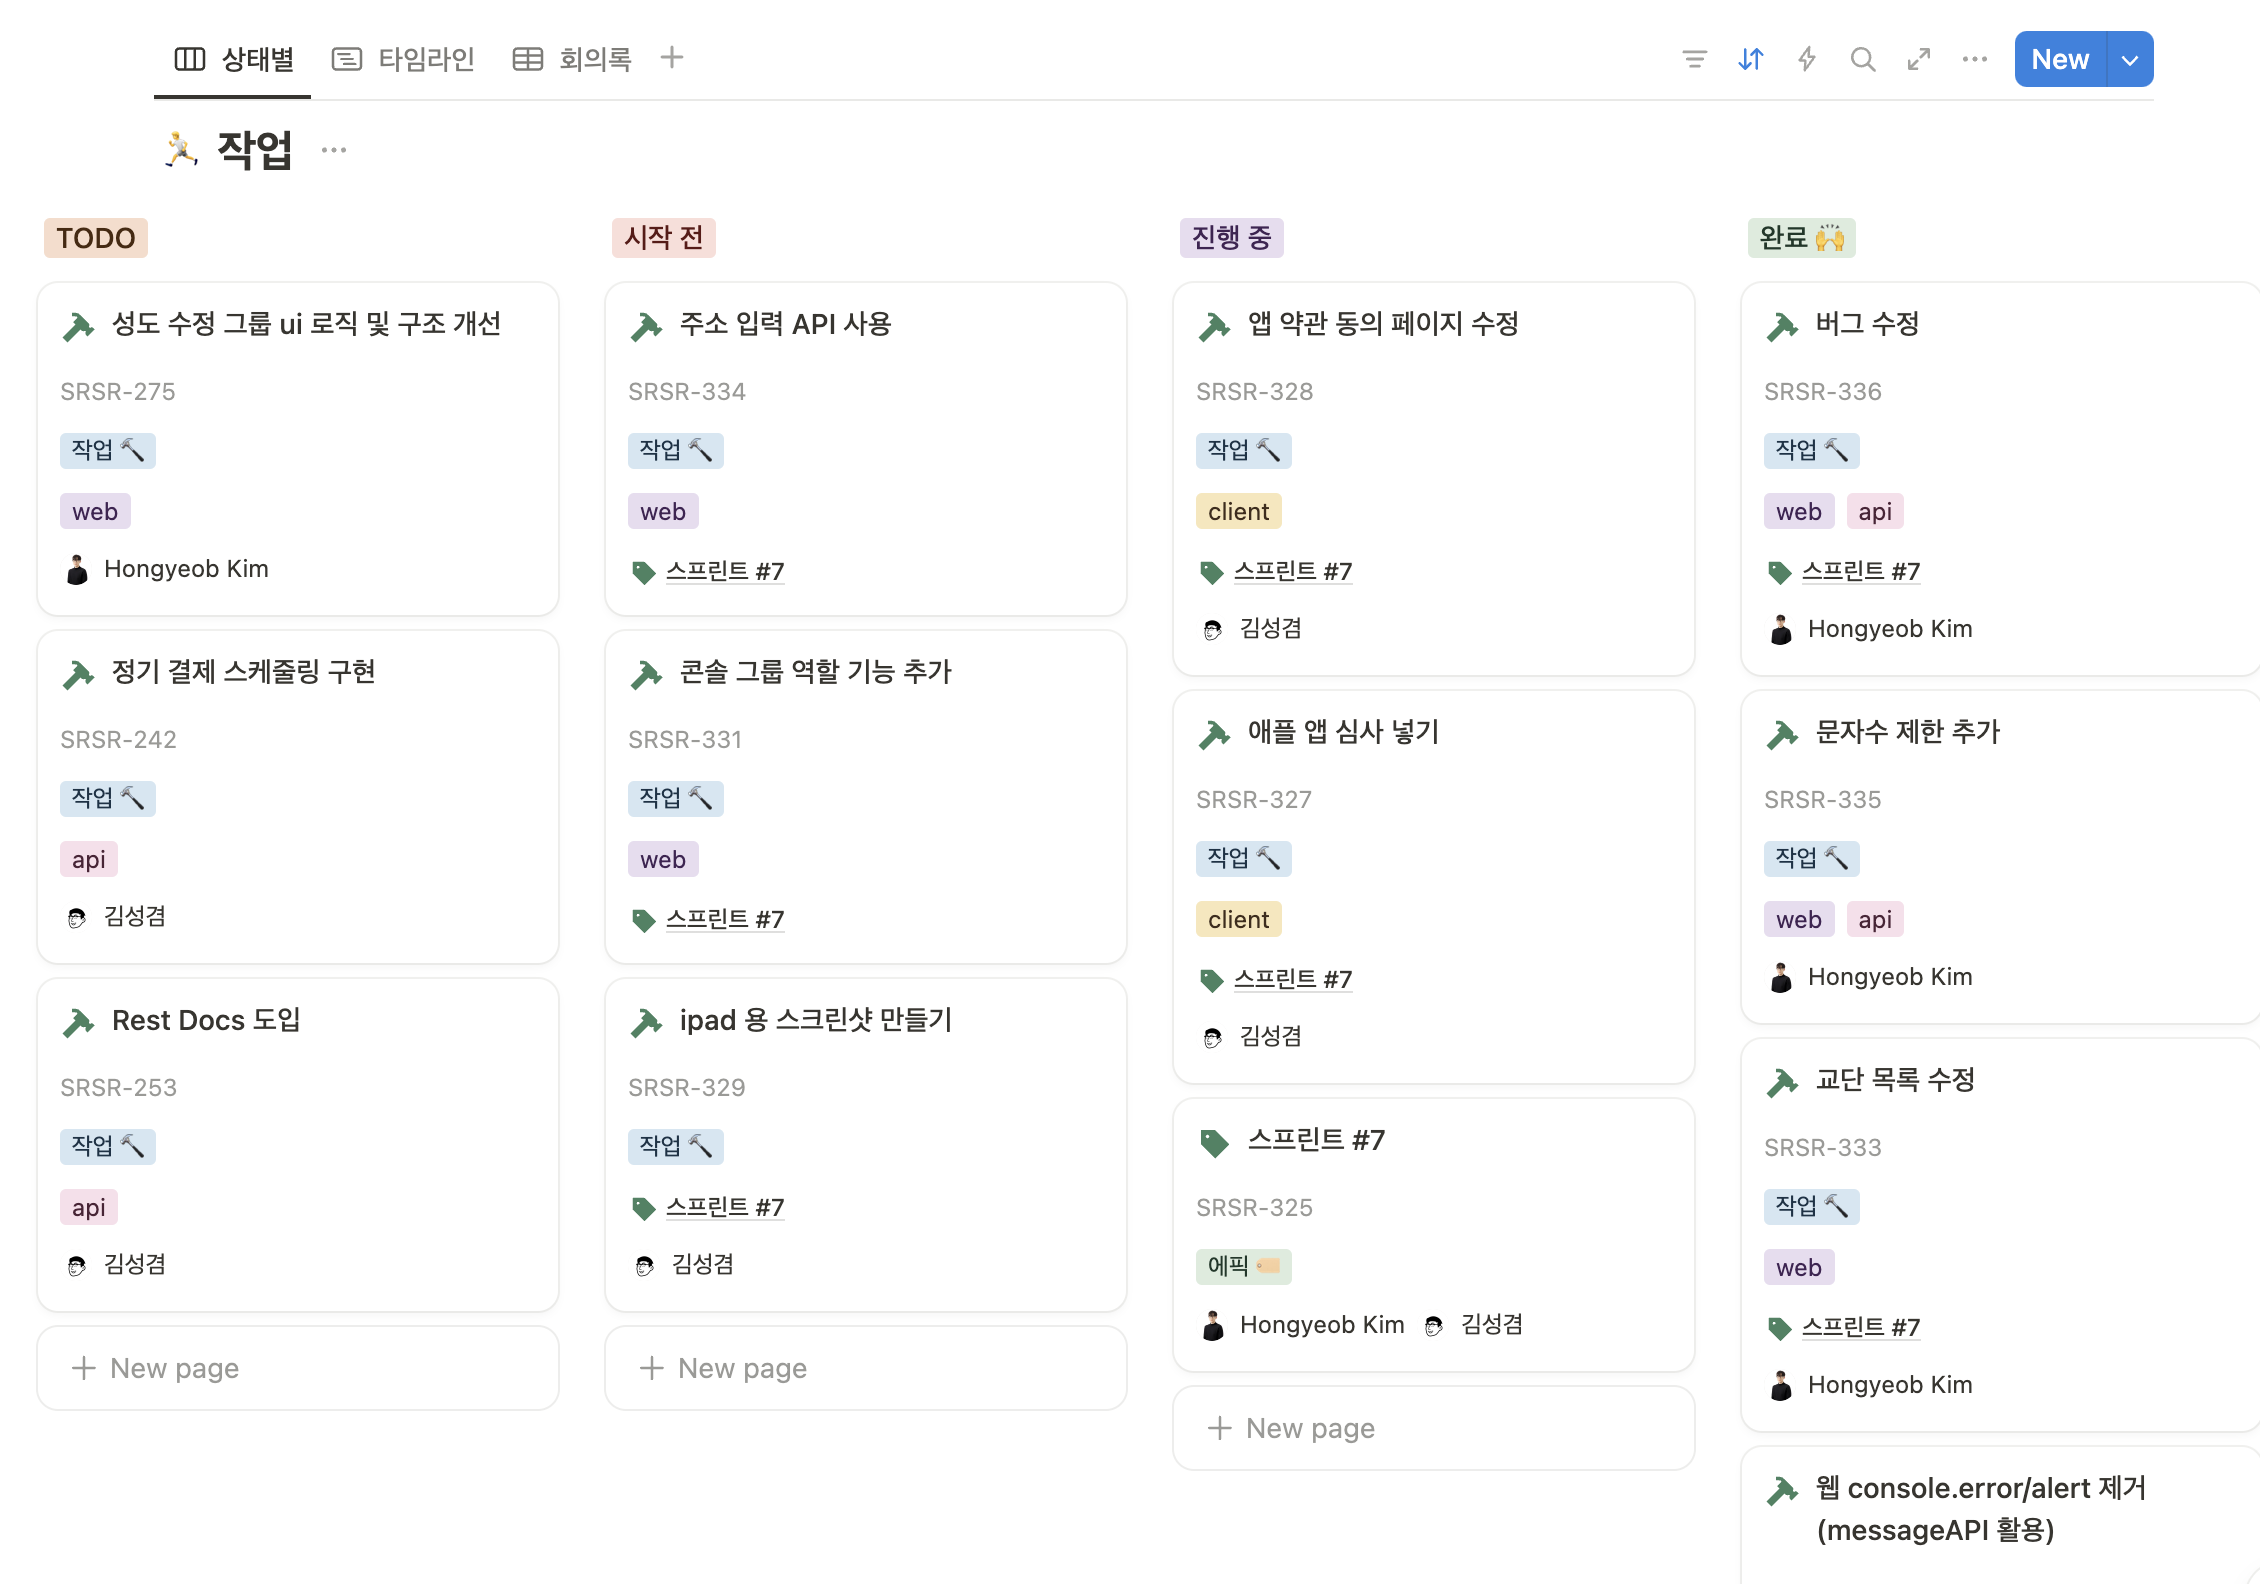 상태별
타임라인
회의록
New
작업
TODO
성도 수정 그룹 ui 로직 및 구조 개선
SRSR-275
작업
web
Hongyeob Kim
정기 결제 스케줄링 구현
SRSR-242
작업
api
김성겸
Rest Docs 도입
SRSR-253
작업
api
김성겸
New page
시작 전
주소 입력 API 사용
SRSR-334
작업
web
스프린트 #7
콘솔 그룹 역할 기능 추가
SRSR-331
작업
web
스프린트 #7
ipad 용 스크린샷 만들기
SRSR-329
작업
스프린트 #7
김성겸
New page
진행 중
앱 약관 동의 페이지 수정
SRSR-328
작업
client
스프린트 #7
김성겸
애플 앱 심사 넣기
SRSR-327
작업
client
스프린트 #7
김성겸
스프린트 #7
SRSR-325
에픽
Hongyeob Kim 김성겸
New page
완료
버그 수정
SRSR-336
작업
web api
스프린트 #7
Hongyeob Kim
문자수 제한 추가
SRSR-335
작업
web api
Hongyeob Kim
교단 목록 수정
SRSR-333
작업
web
스프린트 #7
Hongyeob Kim
웹 console.error/alert 제거
(messageAPI 활용)